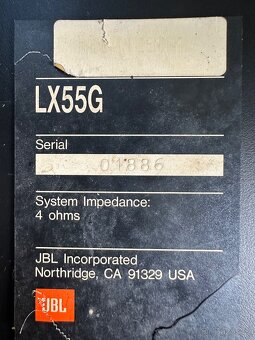 LX55G
Serial
01886
System Impedance:
4 ohms
JBL Incorporated
Northridge, CA 91329 USA
JBL